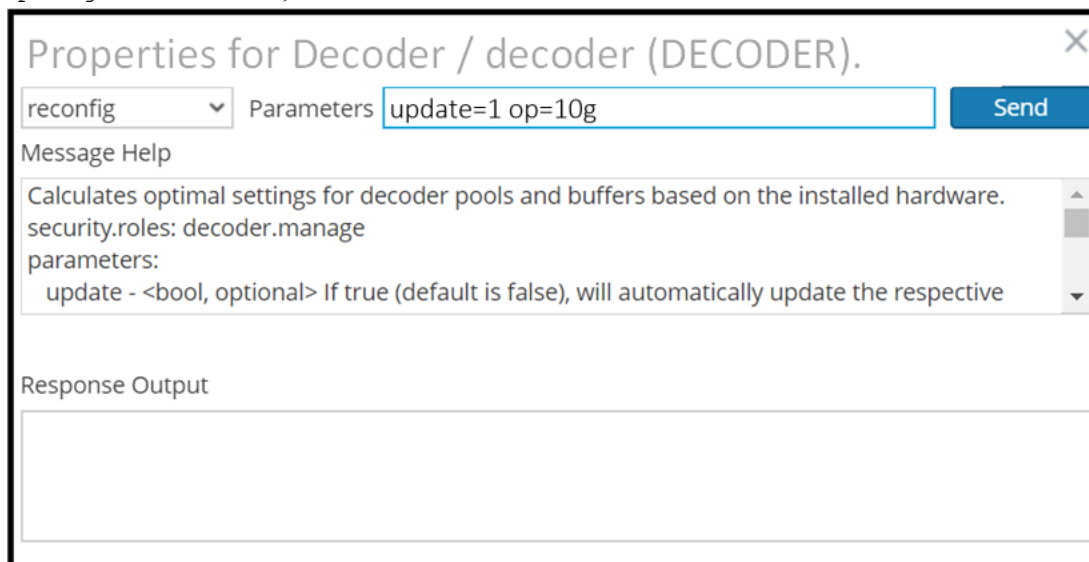 Properties for Decoder / decoder (DECODER).
reconfig Parameters update=1 op=10g Send
Message Help
Calculates optimal settings for decoder pools and buffers based on the installed hardware.
security.roles: decoder.manage
parameters:
update - <bool, optional> If true (default is false), will automatically update the respective
Response Output